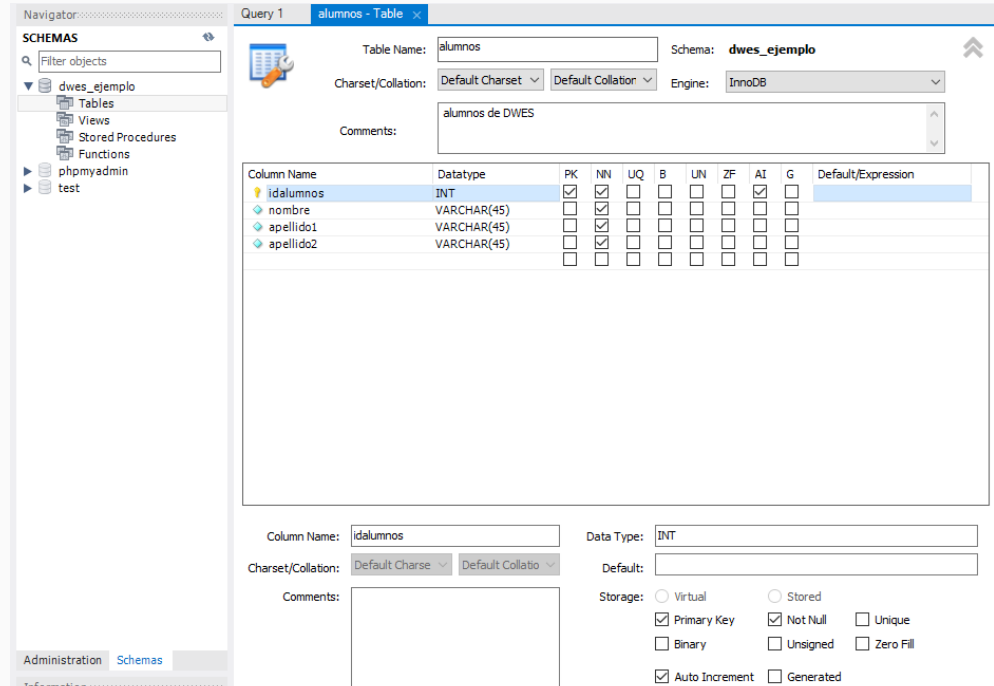 Navigator
Query 1
alumnos - Table
SCHEMAS
Filter objects
dwes_ejemplo
Tables
Views
Stored Procedures
Functions
phpmyadmin
test
Table Name: alumnos Schema: dwes_ejemplo
Charset/Collation: Default Charset Default Collation Engine: InnoDB
Comments: alumnos de DWES
Column Name Datatype PK NN UQ B UN ZF AI G Default/Expression
idalumnos INT
nombre VARCHAR(45)
apellido1 VARCHAR(45)
apellido2 VARCHAR(45)
Column Name: idalumnos Data Type: INT
Charset/Collation: Default Charse Default Collatio Default:
Comments: Storage: Virtual Stored
Primary Key Not Null Unique
Binary Unsigned Zero Fill
Auto Increment Generated
Administration Schemas
Information